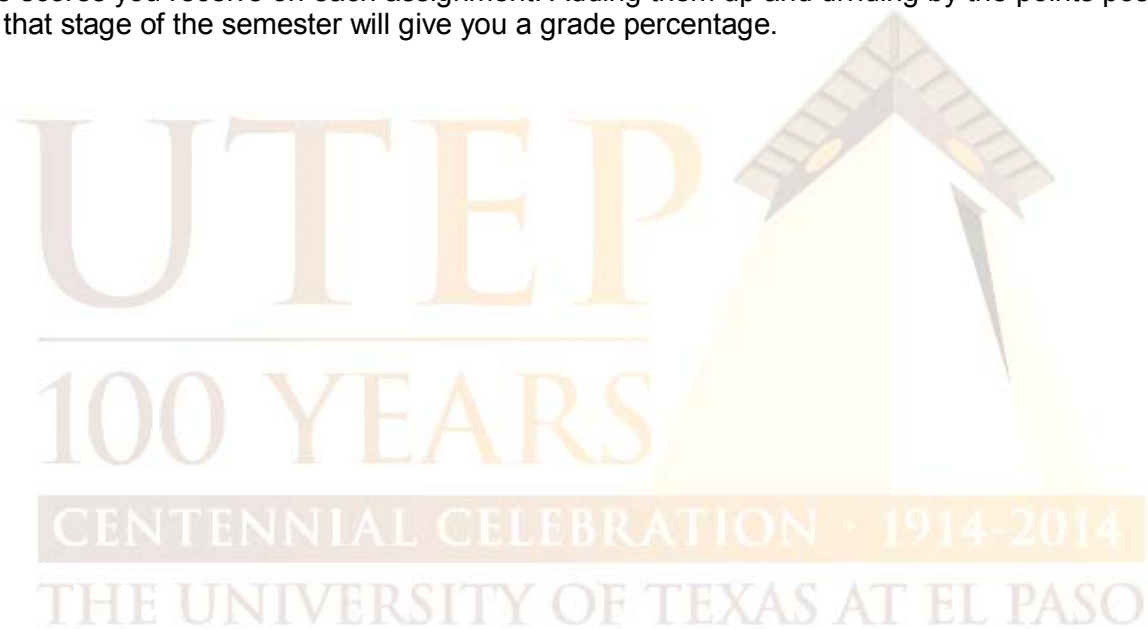 scores you receive on each assignment. Adding them up and dividing by the points
that stage of the semester will give you a grade percentage.
UTEP
100 YEARS
CENTENNIAL CELEBRATION · 1914-2014
THE UNIVERSITY OF TEXAS AT EL PASO